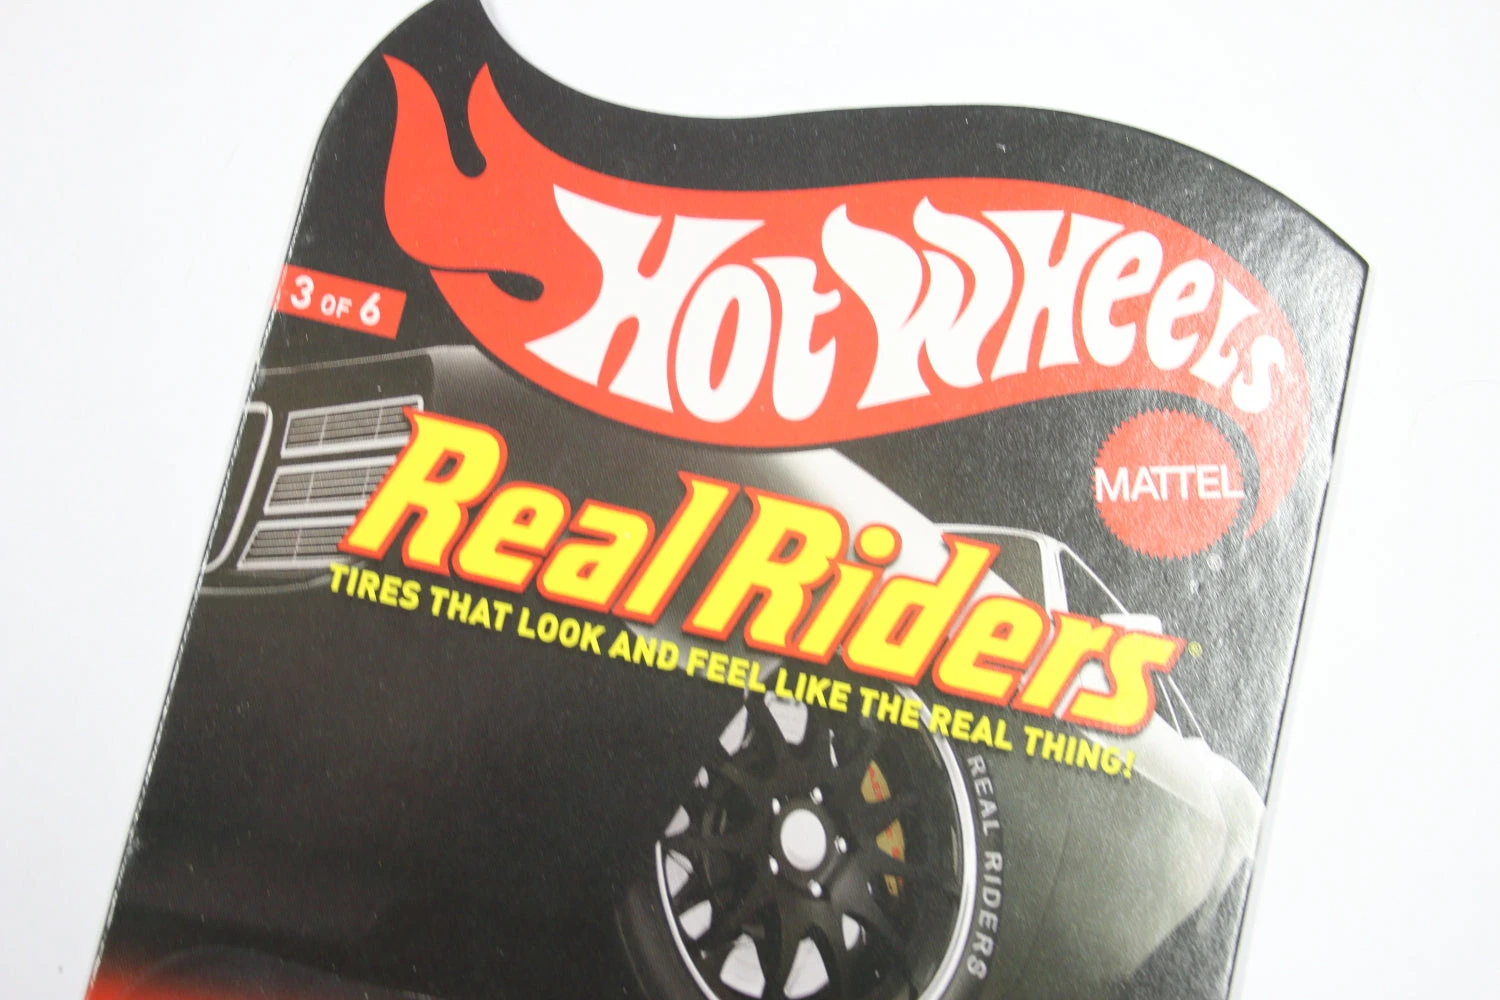 Hot Wheels
3 OF 6
MATTEL
®
Real Riders®
TIRES THAT LOOK AND FEEL LIKE THE REAL THING!
REAL RIDERS